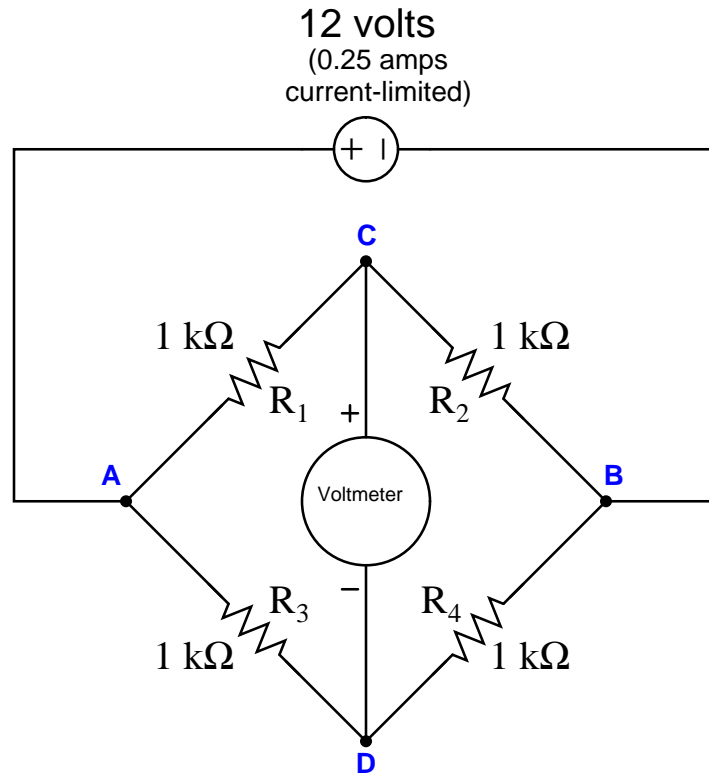 12 volts
(0.25 amps
current-limited)
+ −
C
1 kΩ 1 kΩ
R1 R2
+
A B
Voltmeter
−
R3 R4
1 kΩ 1 kΩ
D